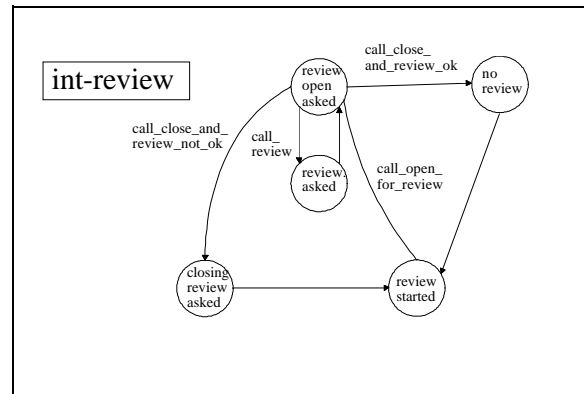 int-review
review
open
asked
call_close_
and_review_ok
no
review
call_close_and_
review_not_ok
call_
review
review.
asked
call_open_
for_review
closing
review
asked
review
started